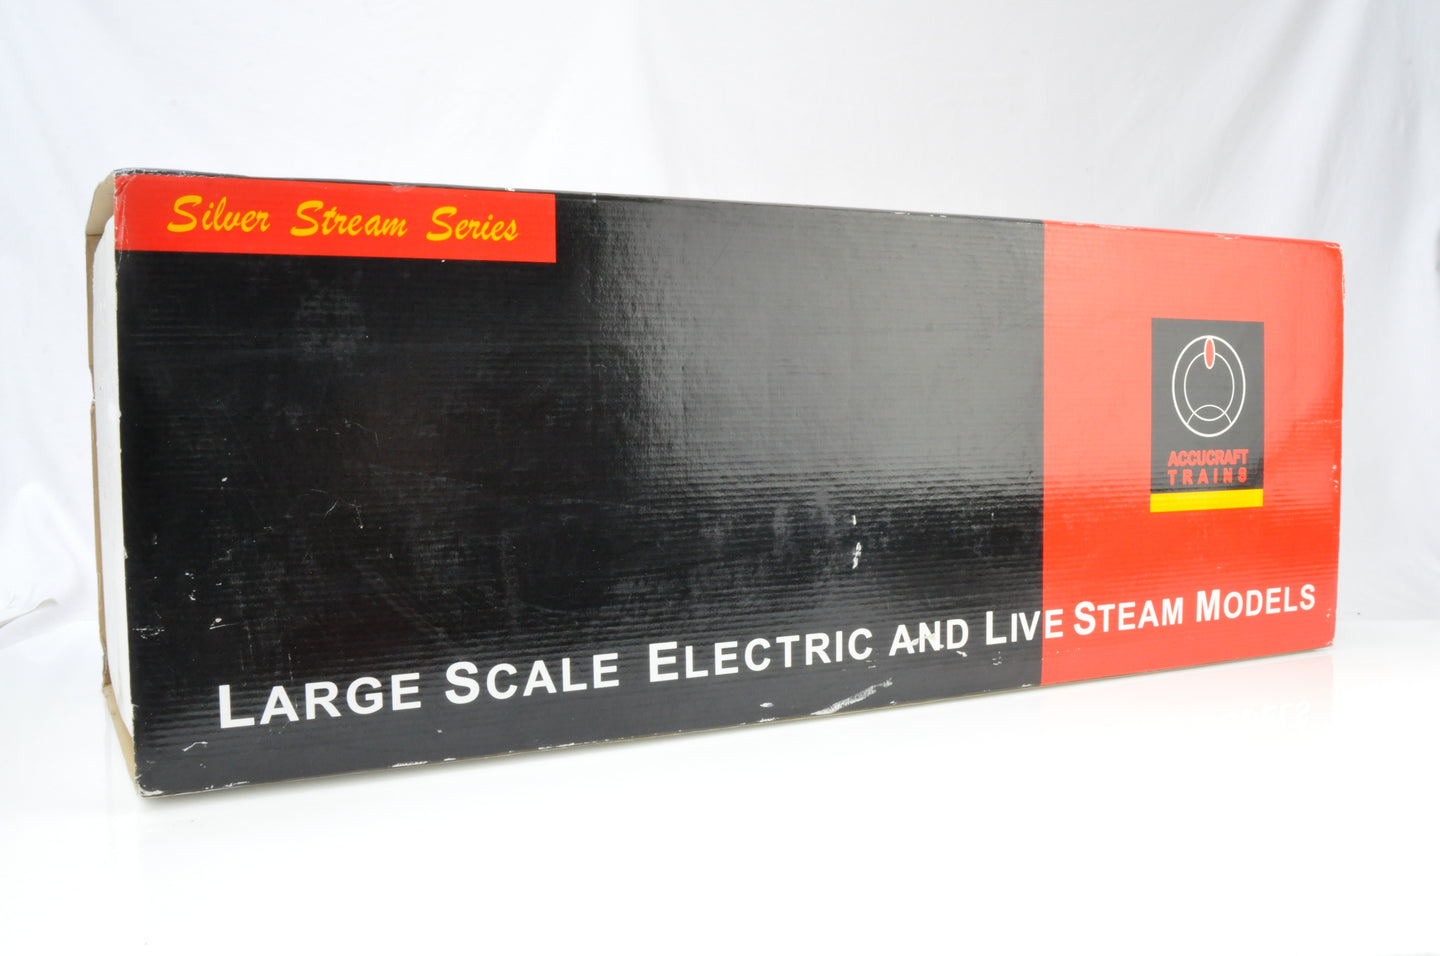 Silver Stream Series
ACCUCRAFT
TRAINS
LARGE SCALE ELECTRIC AND LIVE STEAM MODELS